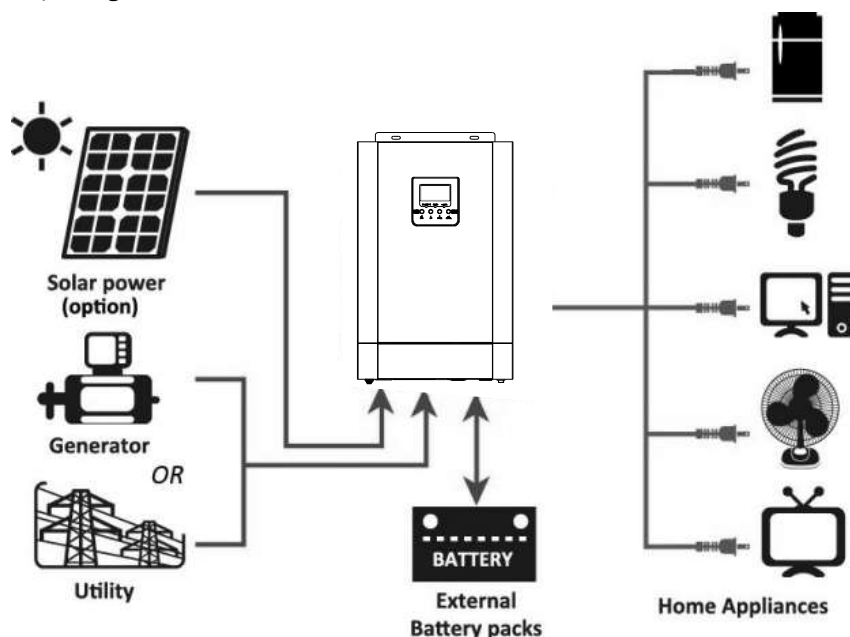 Solar power
(option)
Generator
OR
Utility
BATTERY
External
Battery packs
Home Appliances